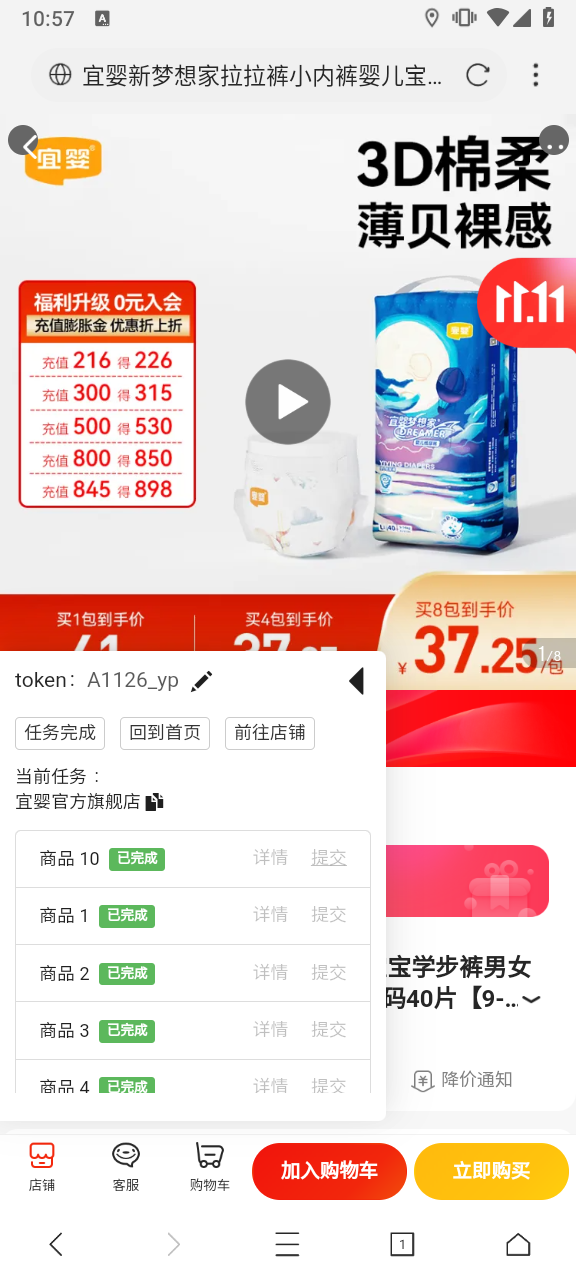 10:57
A
宜婴新梦想家拉拉裤小内裤婴儿宝...
宜婴
3D棉柔
薄贝裸感
11.11
福利升级 0元入会
充值膨胀金 优惠折上折
充值 216 得 226
充值 300 得 315
充值 500 得 530
充值 800 得 850
充值 845 得 898
宜婴
宜婴梦想家
DREAMER
YIYING DIAPERS
宜婴
买1包到手价
买4包到手价
买8包到手价
¥37.25/包
1/8
token: A1126_yp
任务完成 回到首页 前往店铺
当前任务：
宜婴官方旗舰店
商品 10 已完成 详情 提交
商品 1 已完成 详情 提交
商品 2 已完成 详情 提交
商品 3 已完成 详情 提交
商品 4 已完成 详情 提交
宝学步裤男女
码40片【9-...
降价通知
店铺
客服
购物车
加入购物车
立即购买
1